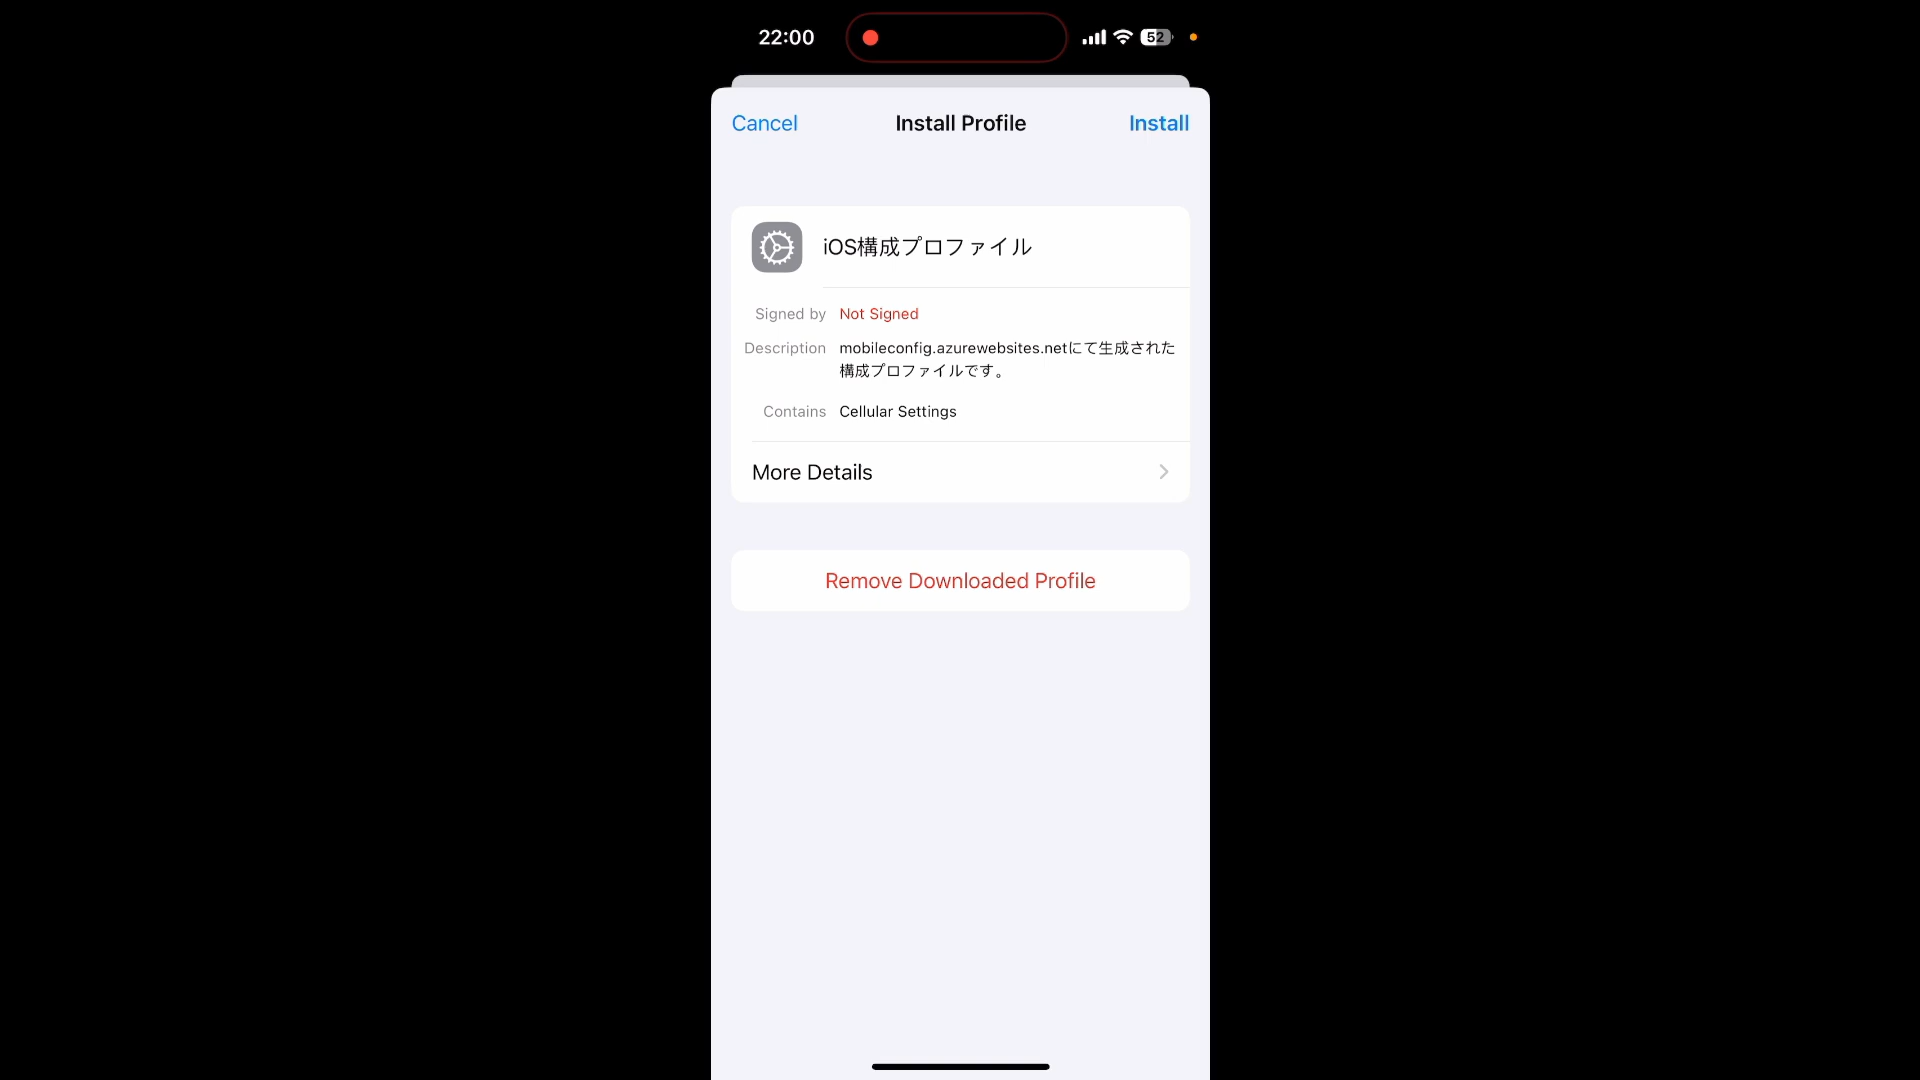 22:00
52
Cancel
Install Profile
Install
iOS構成プロファイル
Signed by
Not Signed
Description
mobileconfig.azurewebsites.netにて生成された
構成プロファイルです。
Contains
Cellular Settings
More Details
Remove Downloaded Profile